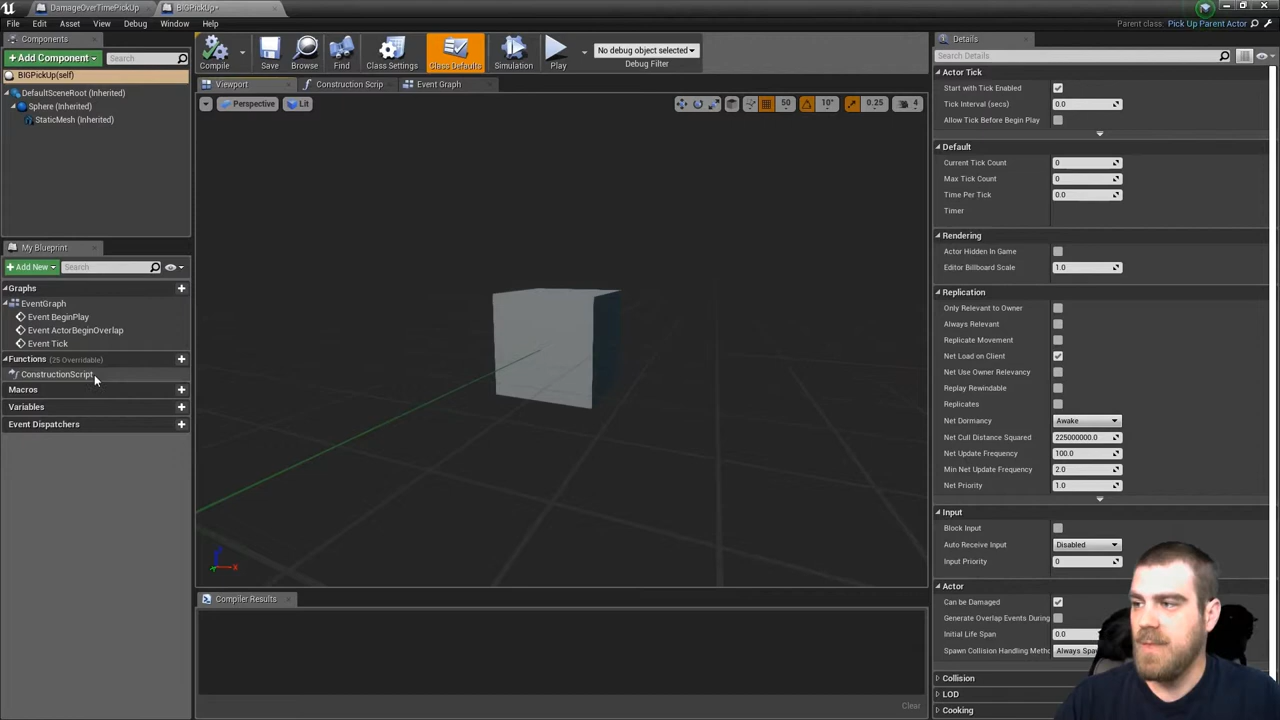 DamageOverTimePickUp
BIGPickUp*
File Edit Asset View Debug Window Help
Parent class: Pick Up Parent Actor
Components
+ Add Component
Search
BIGPickUp(self)
DefaultSceneRoot (Inherited)
Sphere (Inherited)
StaticMesh (Inherited)
Compile
Save
Browse
Find
Class Settings
Class Defaults
Simulation
Play
No debug object selected
Debug Filter
Viewport
Construction Scrip
Event Graph
Perspective
Lit
50
10°
0.25
4
My Blueprint
+ Add New
Search
Graphs
EventGraph
Event BeginPlay
Event ActorBeginOverlap
Event Tick
Functions (25 Overridable)
ConstructionScript
Macros
Variables
Event Dispatchers
X
Compiler Results
Clear
Details
Search Details
Actor Tick
Start with Tick Enabled
Tick Interval (secs) 0.0
Allow Tick Before Begin Play
Default
Current Tick Count 0
Max Tick Count 0
Time Per Tick 0.0
Timer
Rendering
Actor Hidden In Game
Editor Billboard Scale 1.0
Replication
Only Relevant to Owner
Always Relevant
Replicate Movement
Net Load on Client
Net Use Owner Relevancy
Replay Rewindable
Replicates
Net Dormancy Awake
Net Cull Distance Squared 225000000.0
Net Update Frequency 100.0
Min Net Update Frequency 2.0
Net Priority 1.0
Input
Block Input
Auto Receive Input Disabled
Input Priority 0
Actor
Can be Damaged
Generate Overlap Events During
Initial Life Span 0.0
Spawn Collision Handling Metho Always Spa
Collision
LOD
Cooking